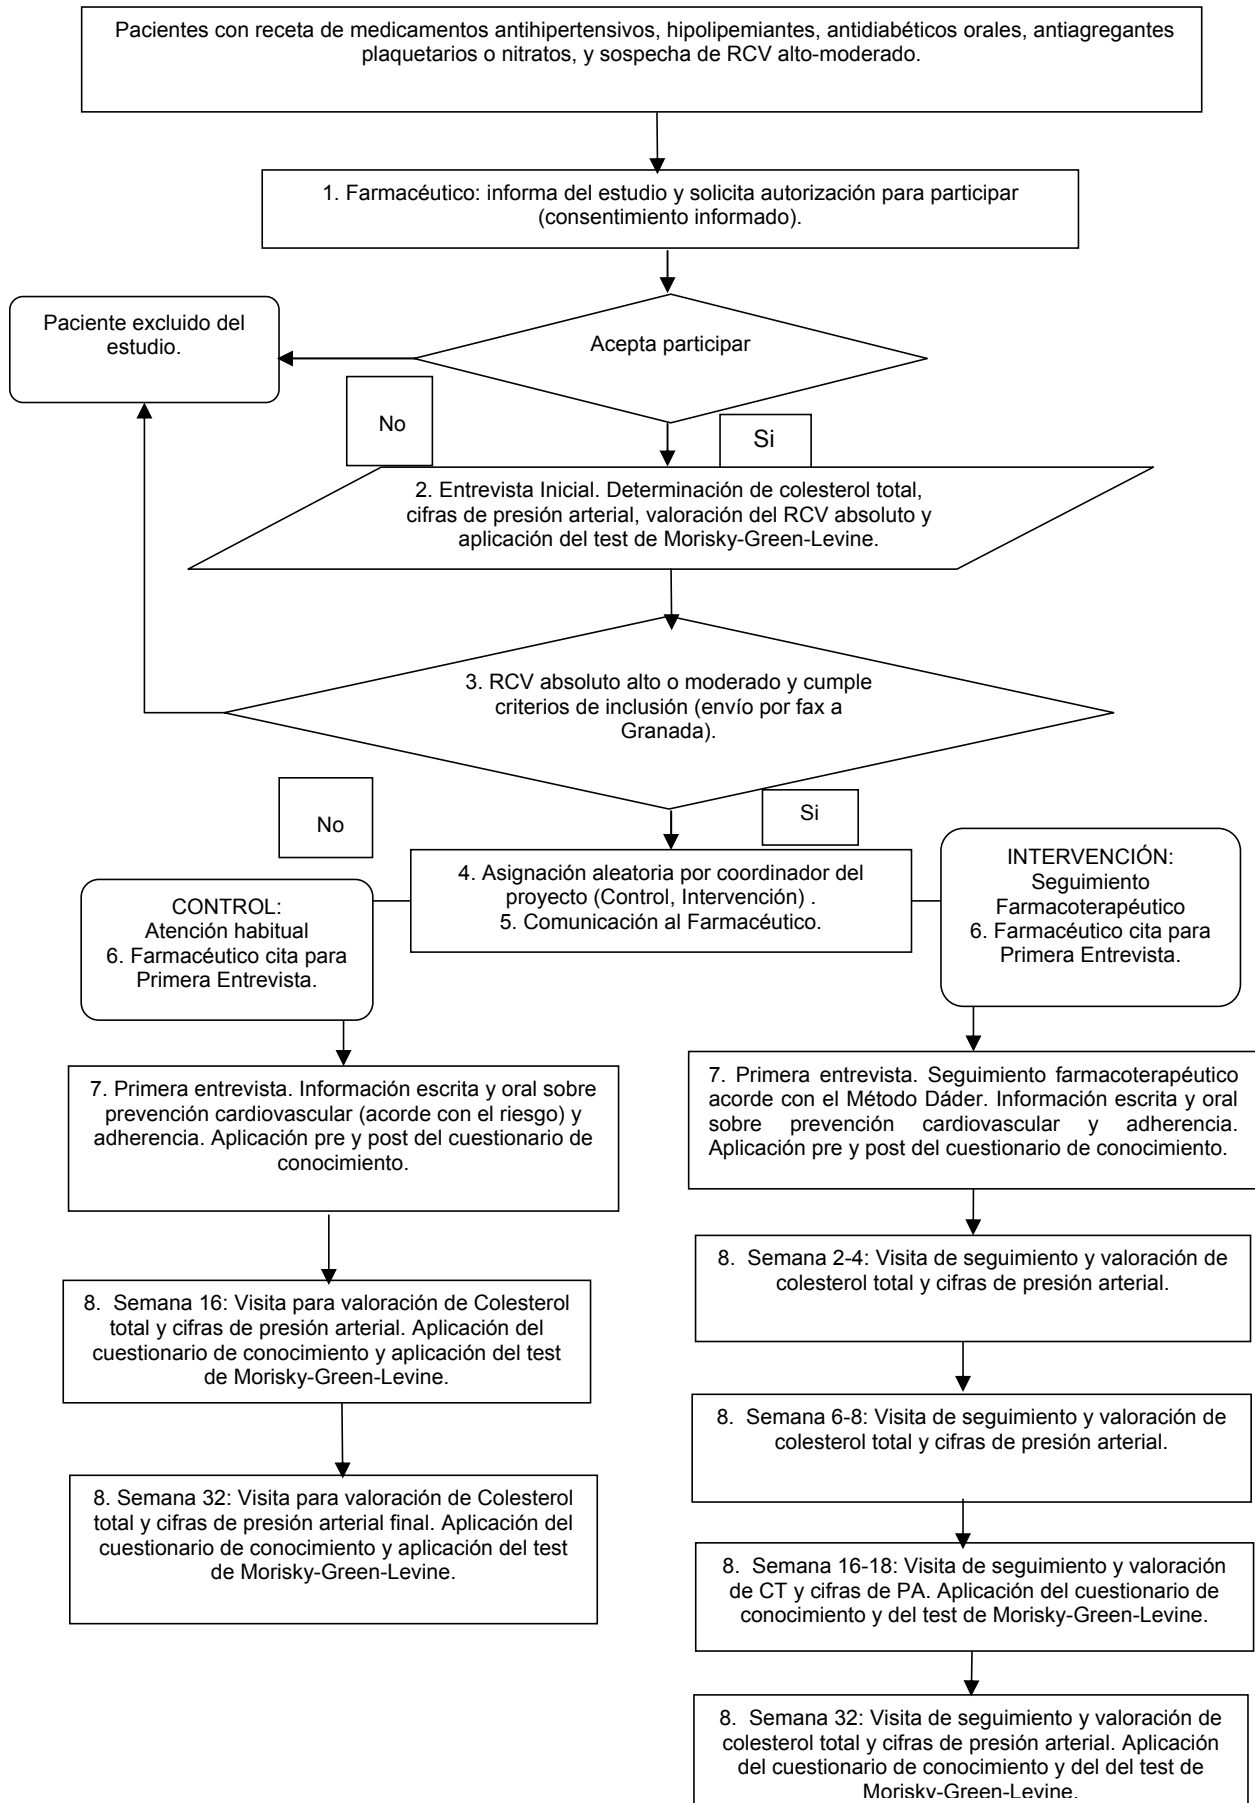 Pacientes con receta de medicamentos antihipertensivos, hipolipemiantes, antidiabéticos orales, antiagregantes
plaquetarios o nitratos, y sospecha de RCV alto-moderado.
1. Farmacéutico: informa del estudio y solicita autorización para participar
(consentimiento informado).
Paciente excluido del
estudio.
Acepta participar
No
Si
2. Entrevista Inicial. Determinación de colesterol total,
cifras de presión arterial, valoración del RCV absoluto y
aplicación del test de Morisky-Green-Levine.
3. RCV absoluto alto o moderado y cumple
criterios de inclusión (envío por fax a
Granada).
No
Si
4. Asignación aleatoria por coordinador del
proyecto (Control, Intervención) .
5. Comunicación al Farmacéutico.
CONTROL:
Atención habitual
6. Farmacéutico cita para
Primera Entrevista.
INTERVENCIÓN:
Seguimiento
Farmacoterapéutico
6. Farmacéutico cita para
Primera Entrevista.
7. Primera entrevista. Información escrita y oral sobre
prevención cardiovascular (acorde con el riesgo) y
adherencia. Aplicación pre y post del cuestionario de
conocimiento.
8. Semana 16: Visita para valoración de Colesterol
total y cifras de presión arterial. Aplicación del
cuestionario de conocimiento y aplicación del test
de Morisky-Green-Levine.
8. Semana 32: Visita para valoración de Colesterol
total y cifras de presión arterial final. Aplicación del
cuestionario de conocimiento y aplicación del test
de Morisky-Green-Levine.
7. Primera entrevista. Seguimiento farmacoterapéutico
acorde con el Método Dáder. Información escrita y oral
sobre prevención cardiovascular y adherencia.
Aplicación pre y post del cuestionario de conocimiento.
8. Semana 2-4: Visita de seguimiento y valoración de
colesterol total y cifras de presión arterial.
8. Semana 6-8: Visita de seguimiento y valoración de
colesterol total y cifras de presión arterial.
8. Semana 16-18: Visita de seguimiento y valoración
de CT y cifras de PA. Aplicación del cuestionario de
conocimiento y del test de Morisky-Green-Levine.
8. Semana 32: Visita de seguimiento y valoración de
colesterol total y cifras de presión arterial. Aplicación
del cuestionario de conocimiento y del del test de
Morisky-Green-Levine.